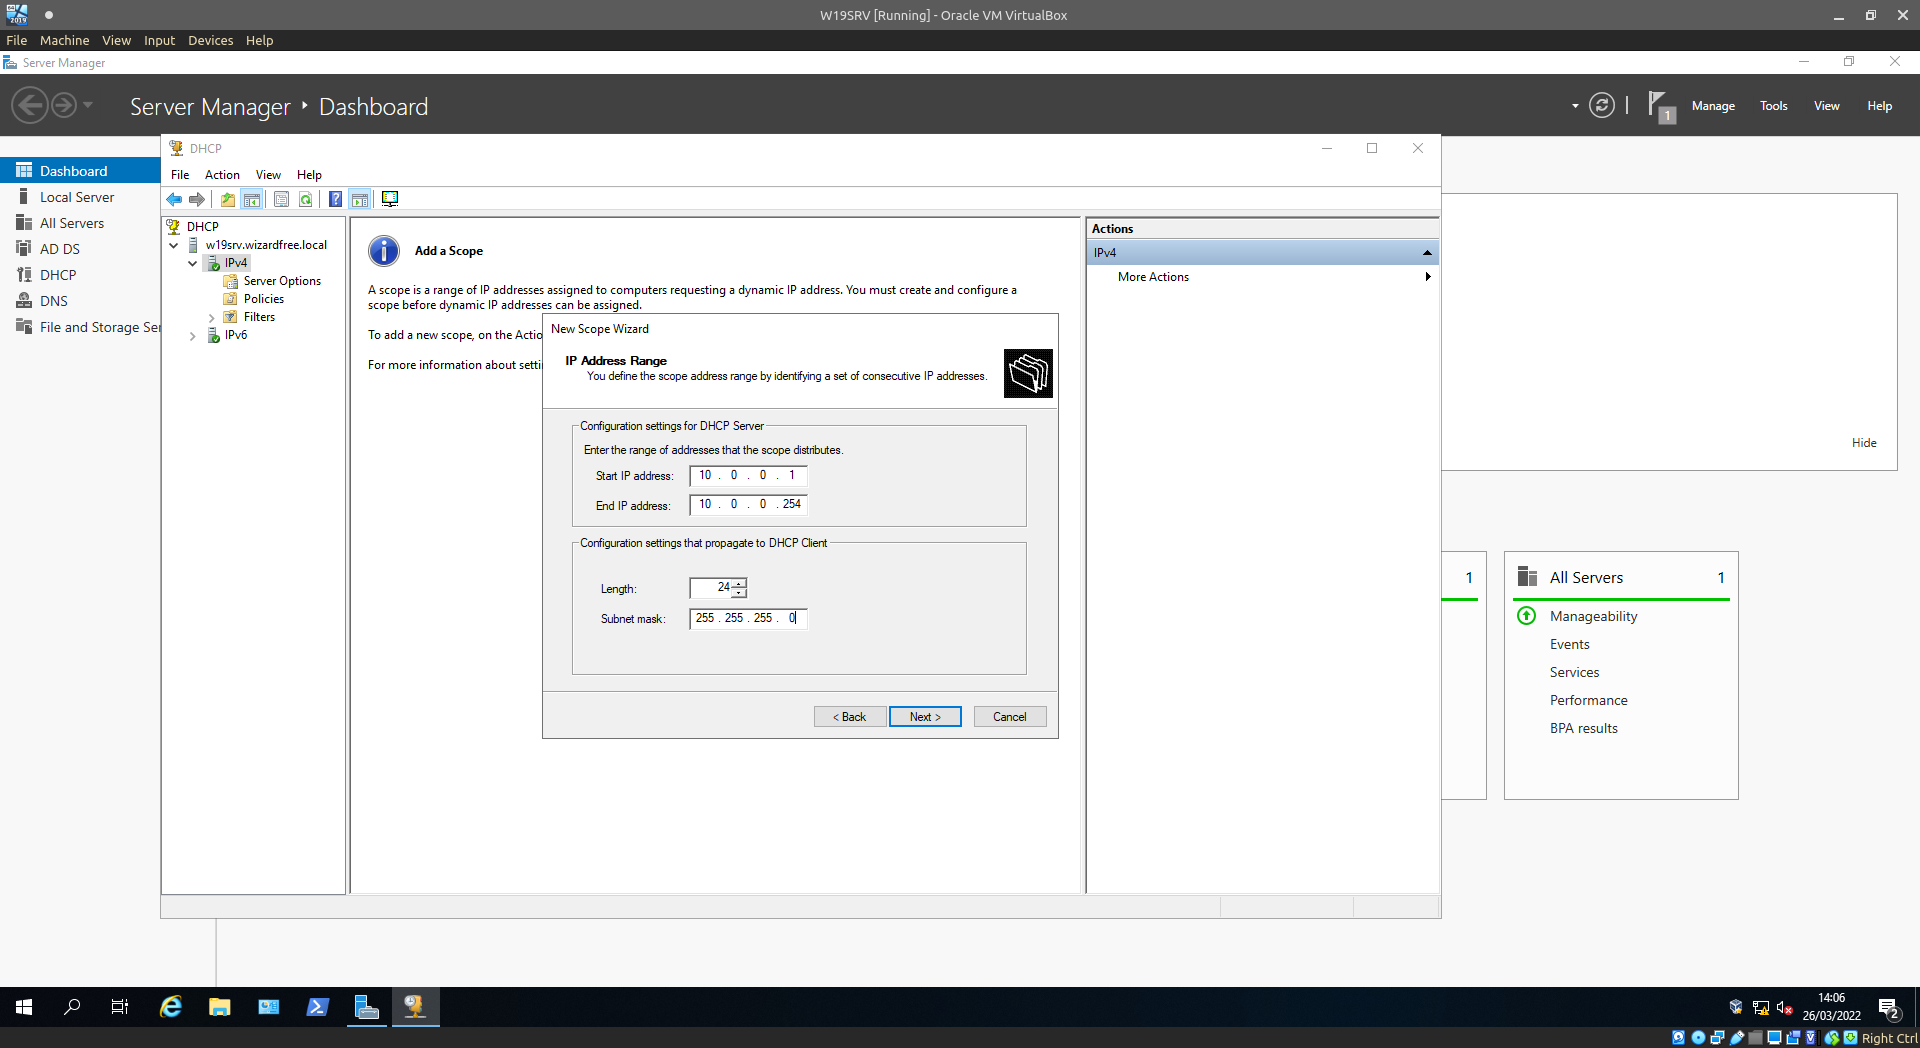 W19SRV [Running] - Oracle VM VirtualBox
File Machine View Input Devices Help
Server Manager
Server Manager ‣ Dashboard
1
Manage Tools View Help
Dashboard
Local Server
All Servers
AD DS
DHCP
DNS
File and Storage Ser
DHCP
File Action View Help
DHCP
w19srv.wizardfree.local
IPv4
Server Options
Policies
Filters
IPv6
Add a Scope
A scope is a range of IP addresses assigned to computers requesting a dynamic IP address. You must create and configure a
scope before dynamic IP addresses can be assigned.
To add a new scope, on the Actio
For more information about setti
Actions
IPv4
More Actions
New Scope Wizard
IP Address Range
You define the scope address range by identifying a set of consecutive IP addresses.
Configuration settings for DHCP Server
Enter the range of addresses that the scope distributes.
Start IP address: 10 . 0 . 0 . 1
End IP address: 10 . 0 . 0 . 254
Configuration settings that propagate to DHCP Client
Length: 24
Subnet mask: 255 . 255 . 255 . 0
< Back Next > Cancel
Hide
1
All Servers 1
Manageability
Events
Services
Performance
BPA results
14:06
26/03/2022
2
Right Ctrl